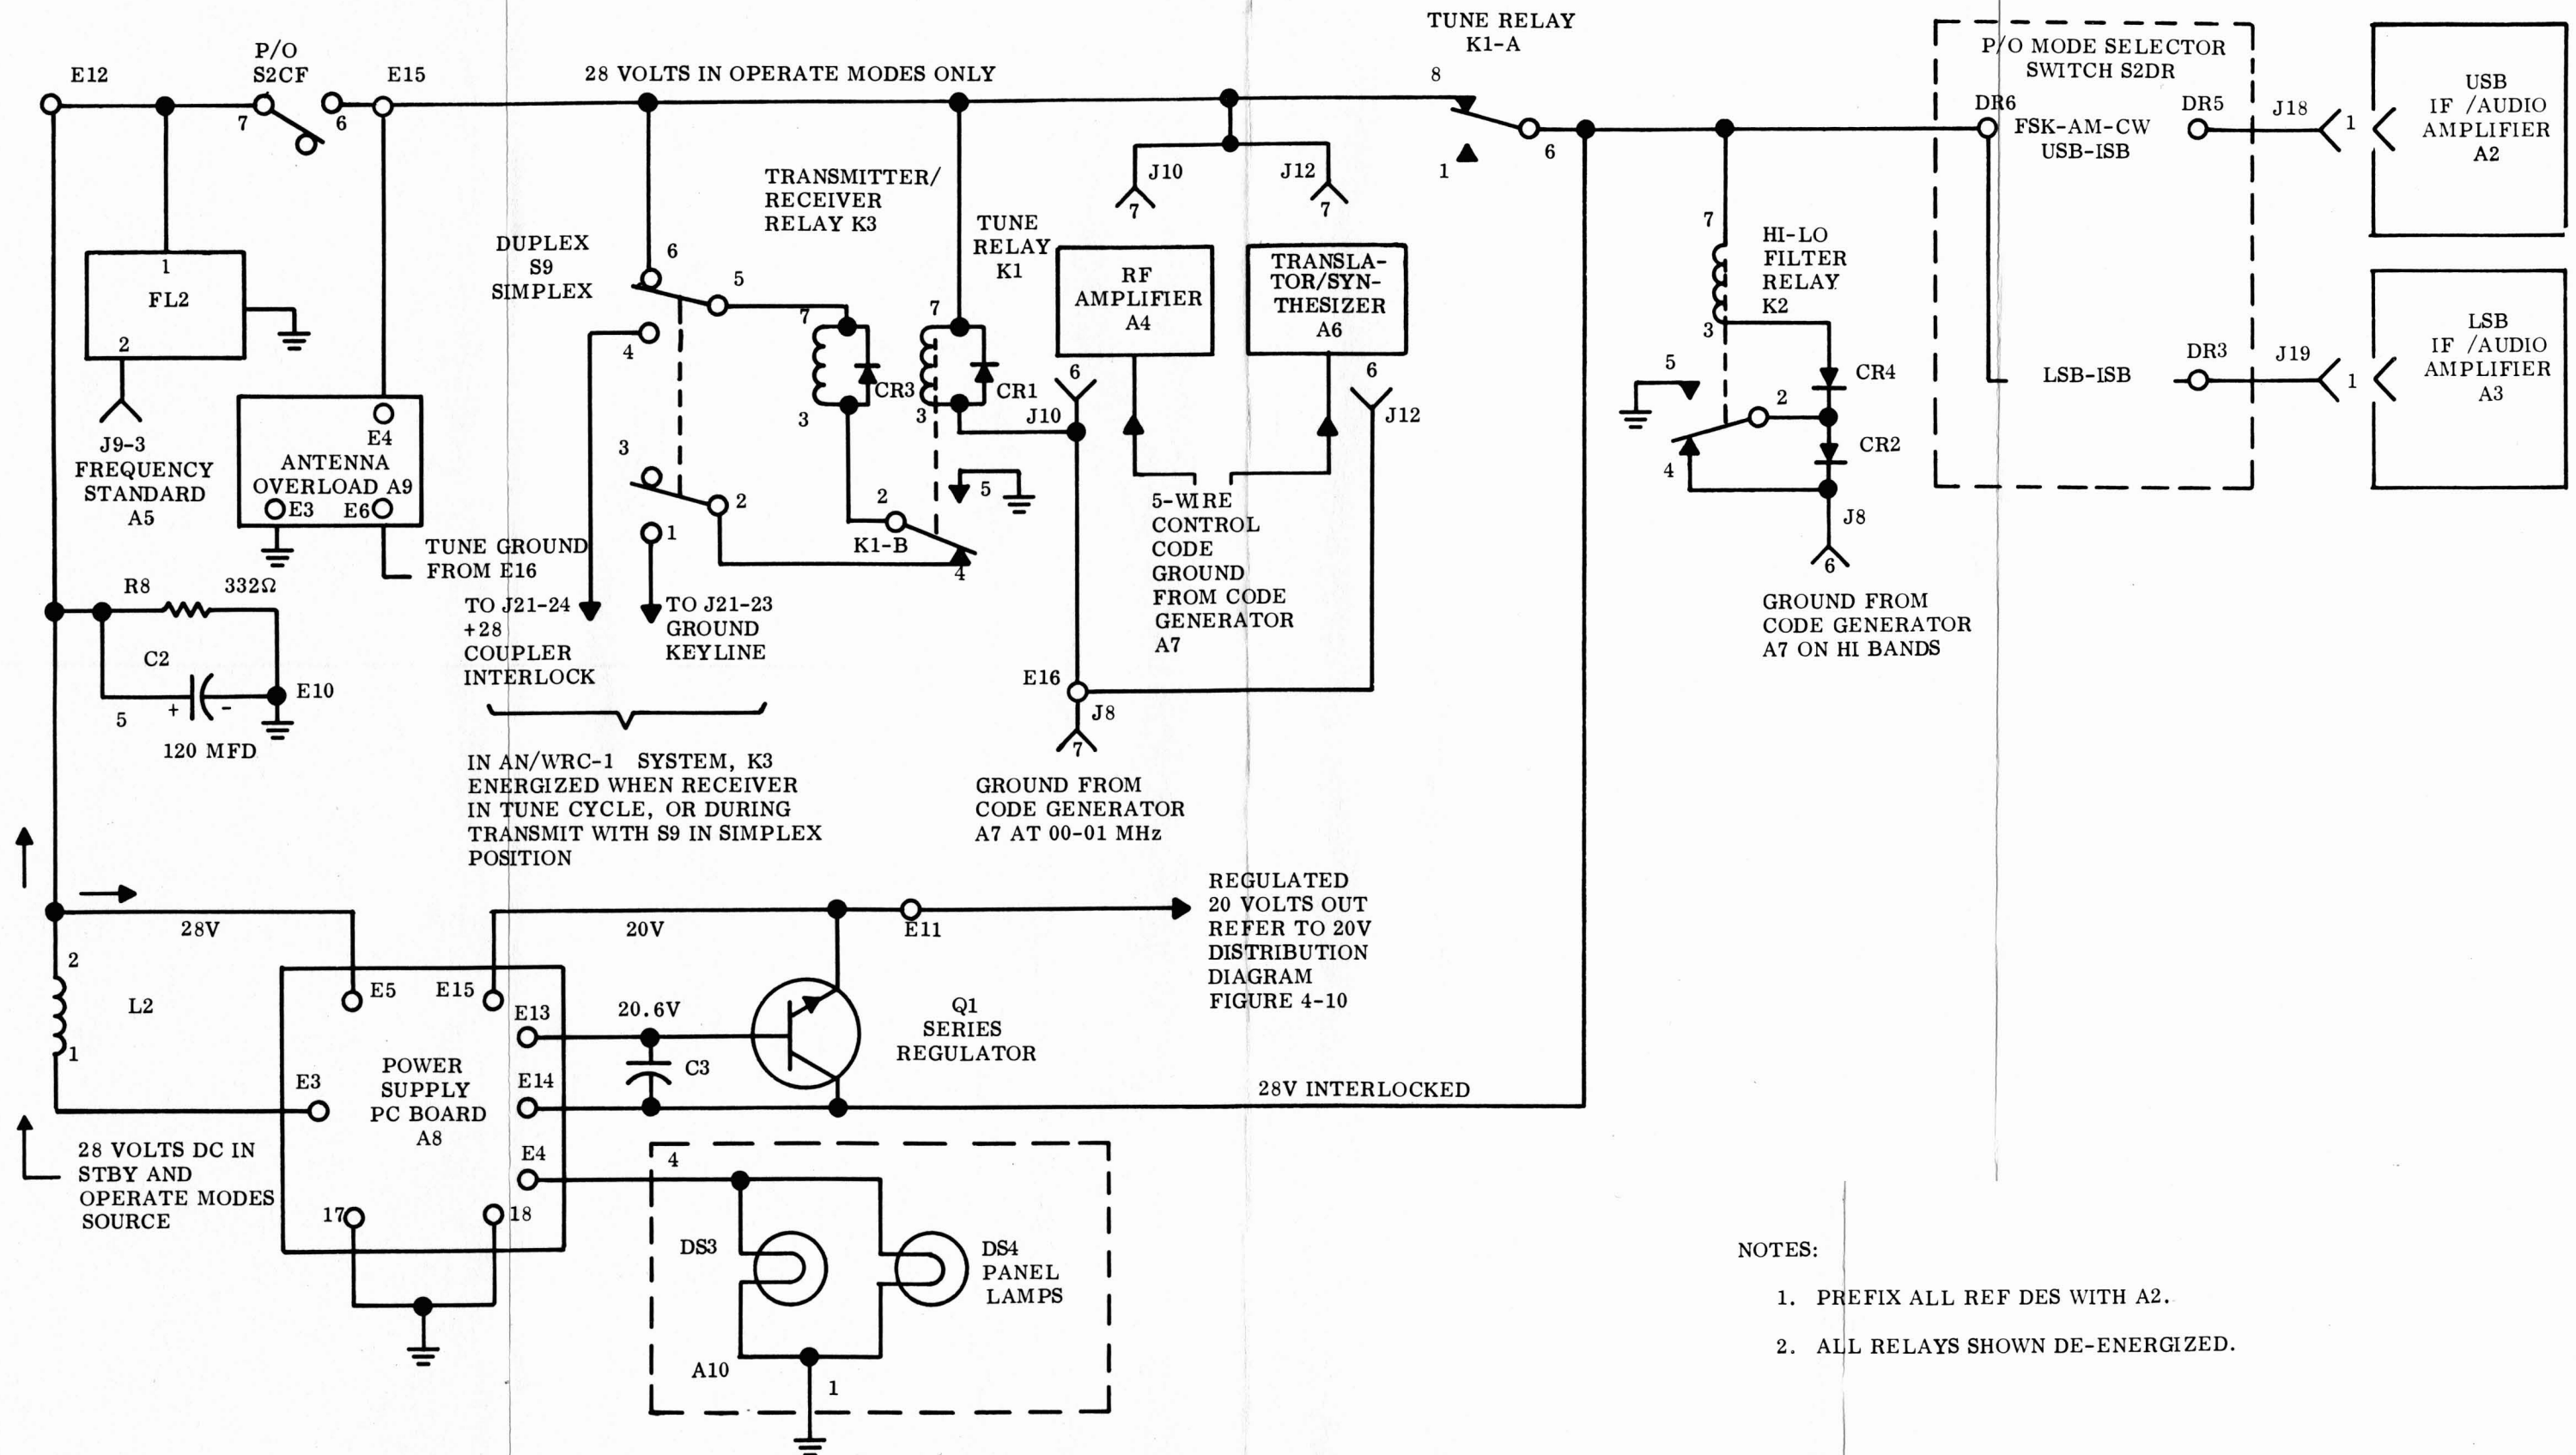 E12
P/O
S2CF
E15
7
6
28 VOLTS IN OPERATE MODES ONLY
TUNE RELAY
K1-A
8
1
6
P/O MODE SELECTOR
SWITCH S2DR
DR6
FSK-AM-CW
USB-ISB
DR5
J18
1
USB
IF /AUDIO
AMPLIFIER
A2
LSB-ISB
DR3
J19
1
LSB
IF /AUDIO
AMPLIFIER
A3
1
FL2
2
J9-3
FREQUENCY
STANDARD
A5
E4
ANTENNA
OVERLOAD A9
E3
E6
TUNE GROUND
FROM E16
DUPLEX
S9
SIMPLEX
6
5
4
3
2
1
TRANSMITTER/
RECEIVER
RELAY K3
7
CR3
3
TUNE
RELAY
K1
7
CR1
3
2
K1-B
5
4
J10
7
J12
7
RF
AMPLIFIER
A4
TRANSLA-
TOR/SYN-
THESIZER
A6
6
J10
6
J12
5-WIRE
CONTROL
CODE
GROUND
FROM CODE
GENERATOR
A7
7
HI-LO
FILTER
RELAY
K2
3
5
2
4
CR4
CR2
J8
6
GROUND FROM
CODE GENERATOR
A7 ON HI BANDS
R8
332Ω
C2
5
+
-
E10
120 MFD
TO J21-24
+28
COUPLER
INTERLOCK
TO J21-23
GROUND
KEYLINE
IN AN/WRC-1 SYSTEM, K3
ENERGIZED WHEN RECEIVER
IN TUNE CYCLE, OR DURING
TRANSMIT WITH S9 IN SIMPLEX
POSITION
E16
J8
7
GROUND FROM
CODE GENERATOR
A7 AT 00-01 MHz
28V
20V
E11
REGULATED
20 VOLTS OUT
REFER TO 20V
DISTRIBUTION
DIAGRAM
FIGURE 4-10
2
L2
1
E5
E15
E13
E14
E4
E3
17
18
POWER
SUPPLY
PC BOARD
A8
20.6V
C3
Q1
SERIES
REGULATOR
28V INTERLOCKED
28 VOLTS DC IN
STBY AND
OPERATE MODES
SOURCE
4
DS3
DS4
PANEL
LAMPS
A10
1
NOTES:
1. PREFIX ALL REF DES WITH A2.
2. ALL RELAYS SHOWN DE-ENERGIZED.